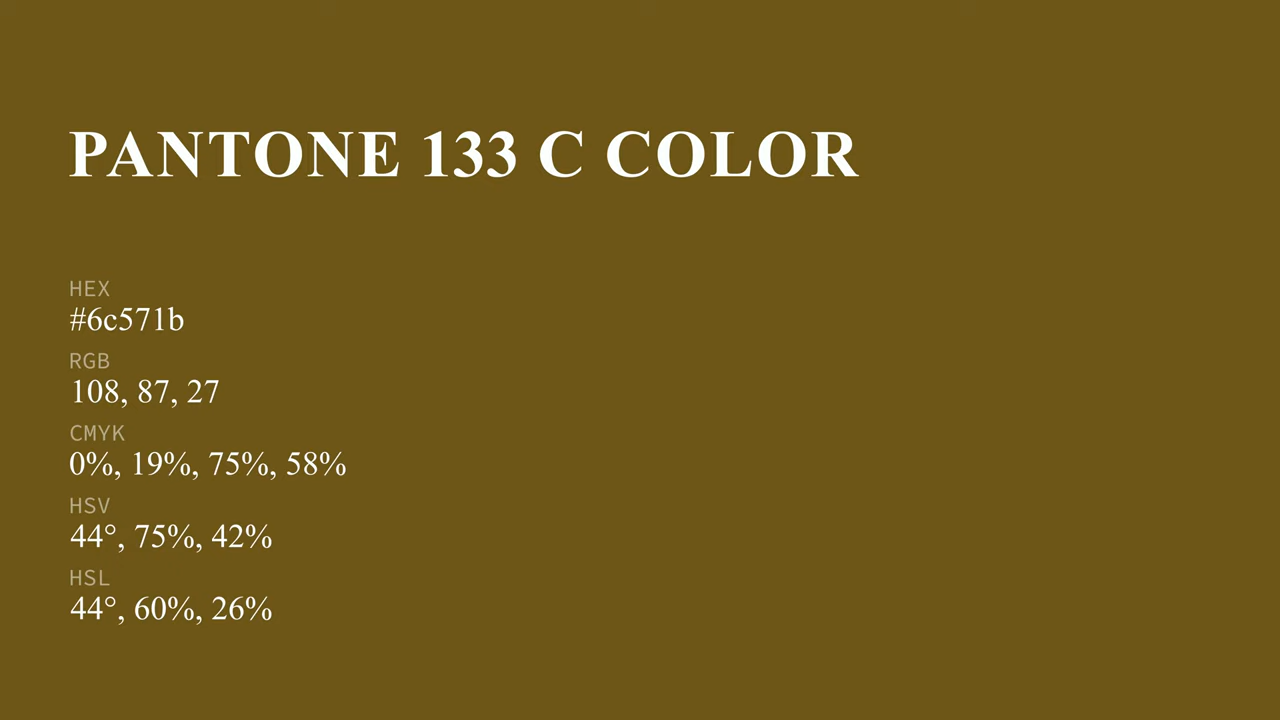 PANTONE 133 C COLOR
HEX
#6c571b
RGB
108, 87, 27
CMYK
0%, 19%, 75%, 58%
HSV
44°, 75%, 42%
HSL
44°, 60%, 26%